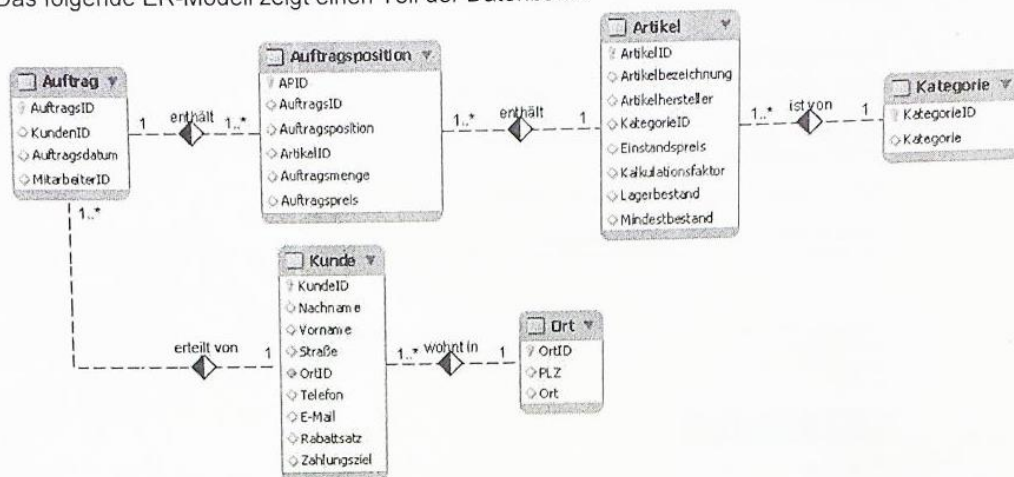 Das folgende ER-Modell zeigt einen Teil der
Auftrag
AuftragsID
KundenID
Auftragsdatum
MitarbeiterID
1
enthält
1..*
Auftragsposition
APID
AuftragsID
Auftragsposition
ArtikelID
Auftragsmenge
Auftragspreis
1..*
enthält
1
Artikel
ArtikelID
Artikelbezeichnung
Artikelhersteller
KategorieID
Einstandspreis
Kalkulationsfaktor
Lagerbestand
Mindestbestand
1..*
ist von
1
Kategorie
KategorieID
Kategorie
1..*
erteilt von
1
Kunde
KundeID
Nachname
Vorname
Straße
OrtID
Telefon
E-Mail
Rabattsatz
Zahlungsziel
1..*
wohnt in
1
Ort
OrtID
PLZ
Ort